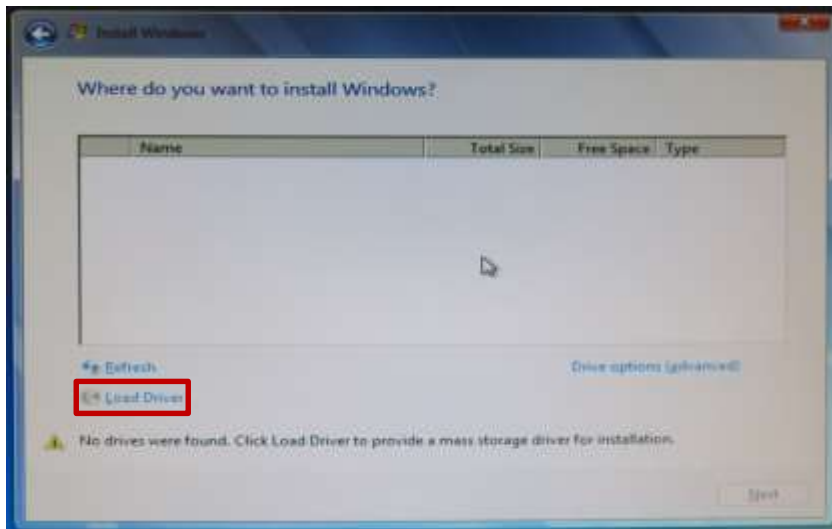 Install Windows
Where do you want to install Windows?
Name Total Size Free Space Type
Refresh Drive options (advanced)
Load Driver
No drives were found. Click Load Driver to provide a mass storage driver for installation.
Next